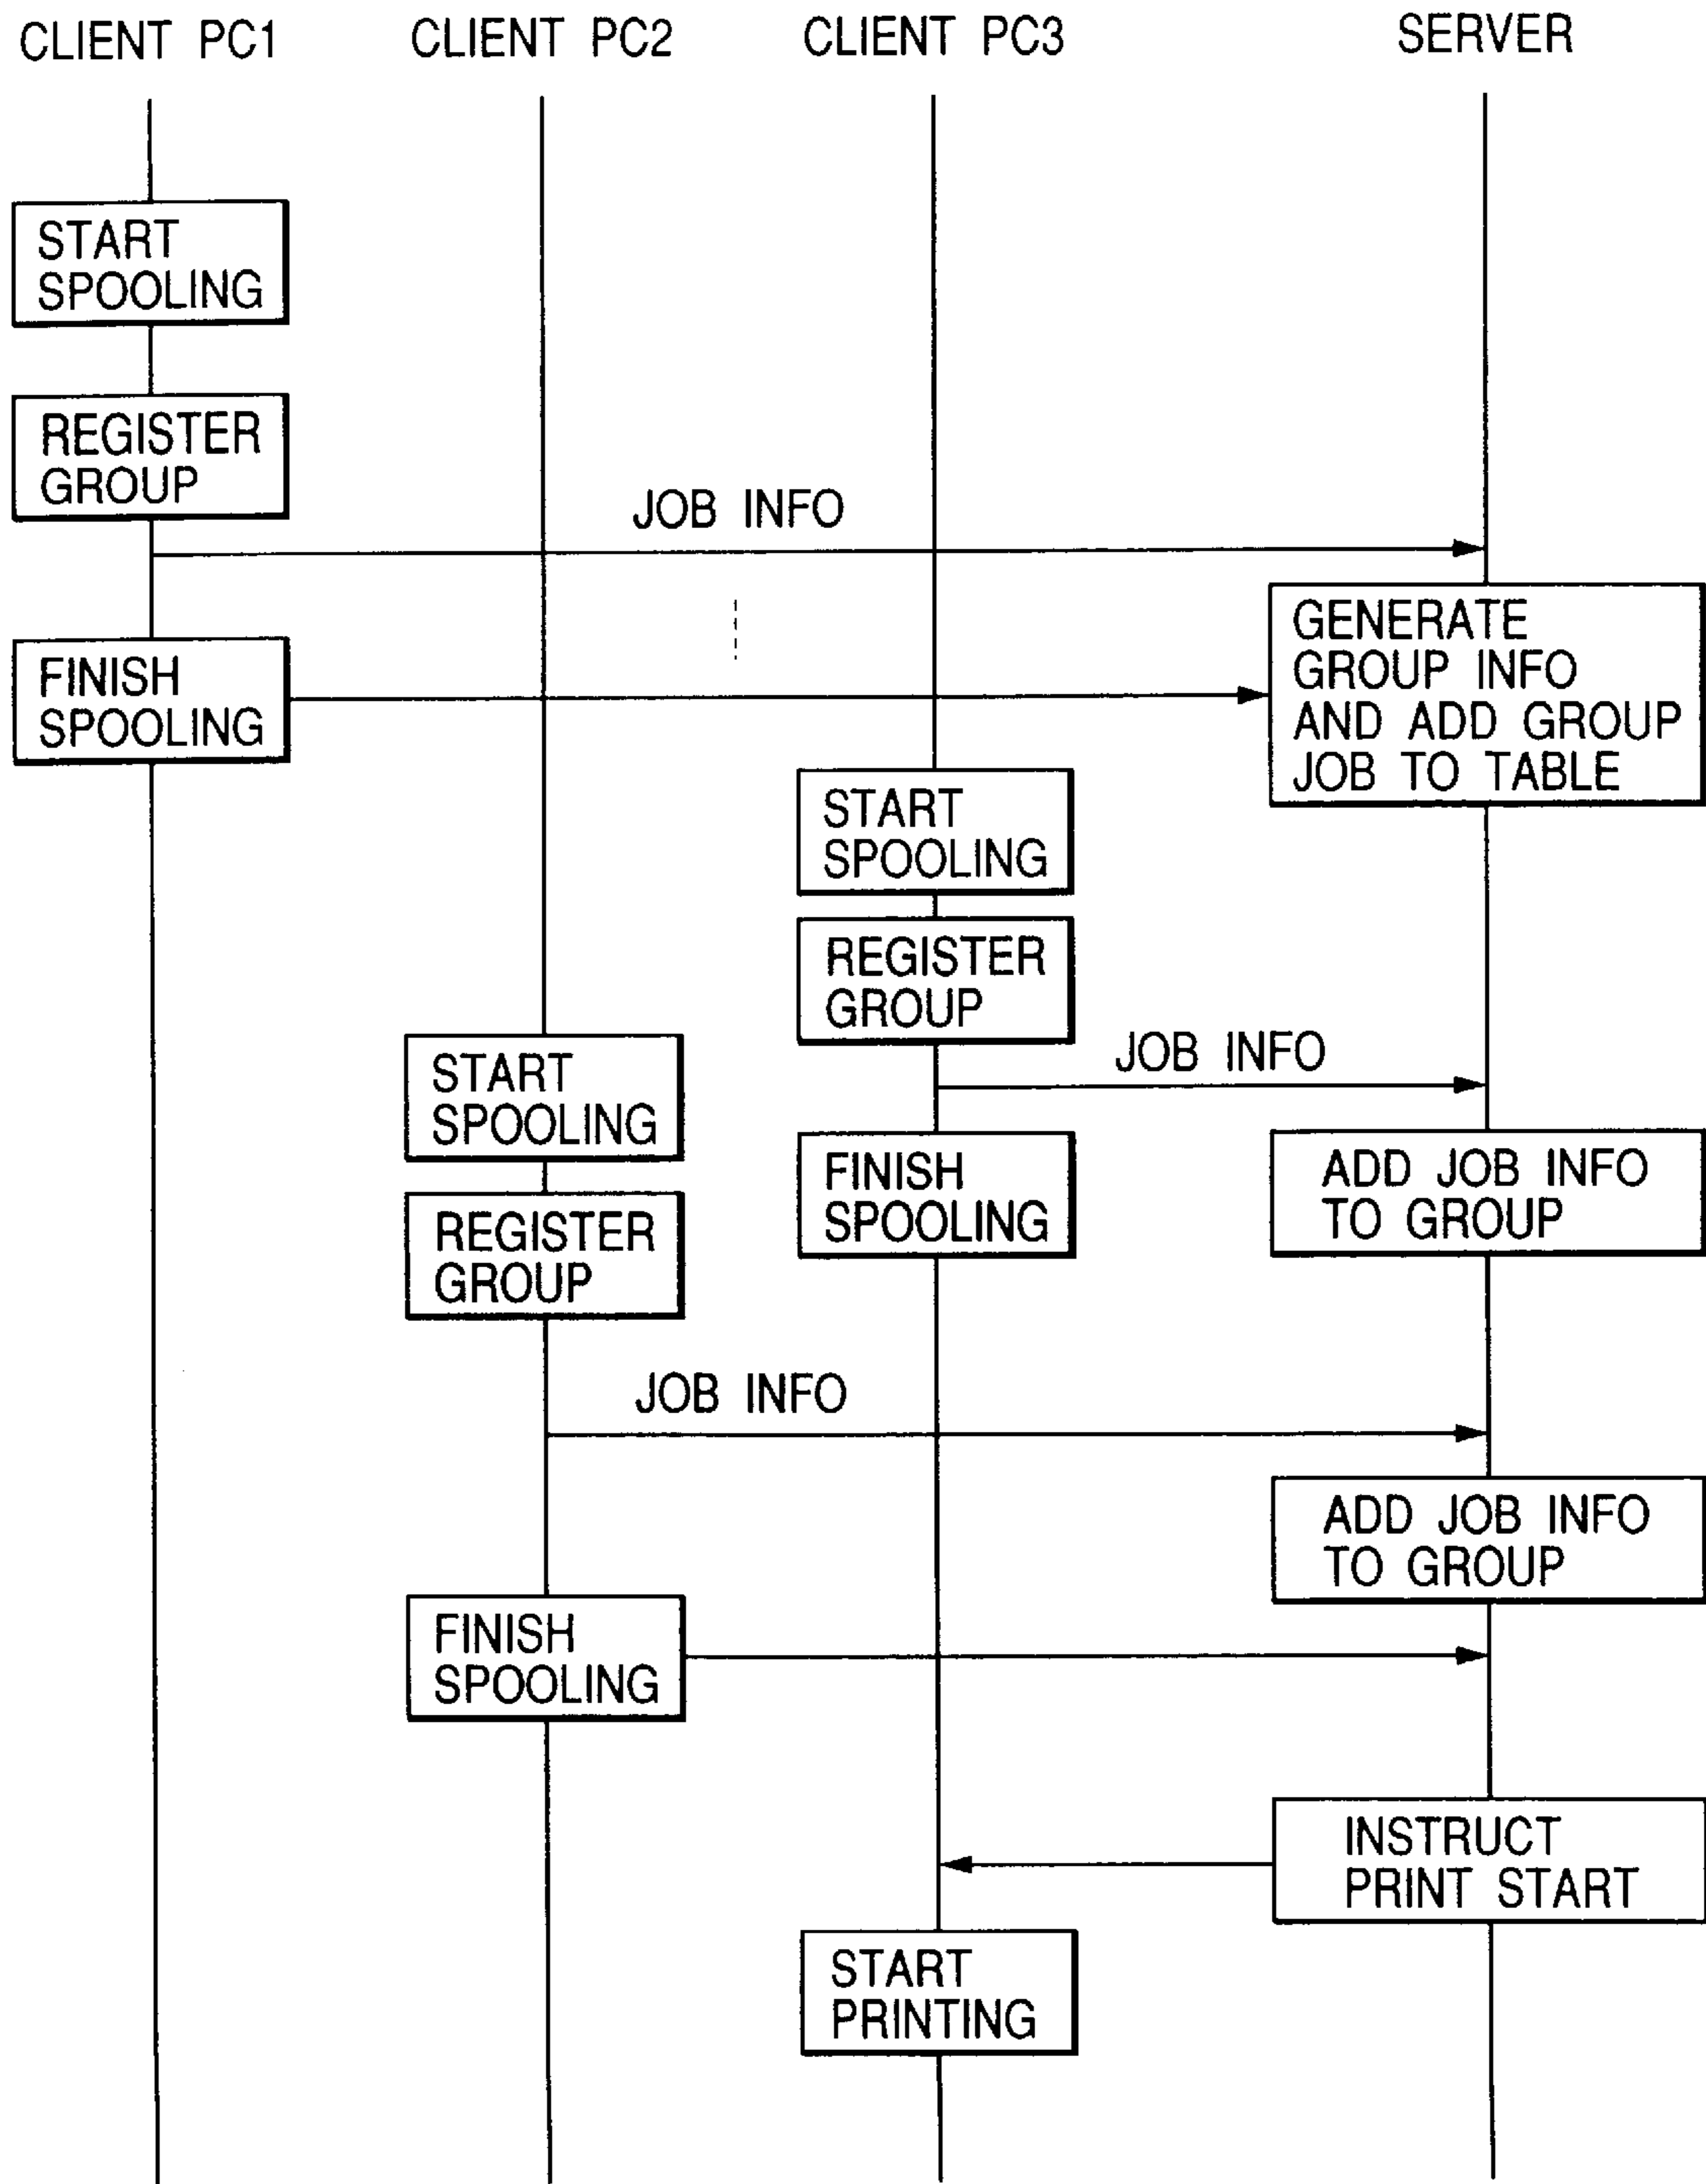 CLIENT PC1
CLIENT PC2
CLIENT PC3
SERVER
START
SPOOLING
REGISTER
GROUP
JOB INFO
FINISH
SPOOLING
GENERATE
GROUP INFO
AND ADD GROUP
JOB TO TABLE
START
SPOOLING
REGISTER
GROUP
JOB INFO
START
SPOOLING
FINISH
SPOOLING
ADD JOB INFO
TO GROUP
REGISTER
GROUP
JOB INFO
ADD JOB INFO
TO GROUP
FINISH
SPOOLING
INSTRUCT
PRINT START
START
PRINTING